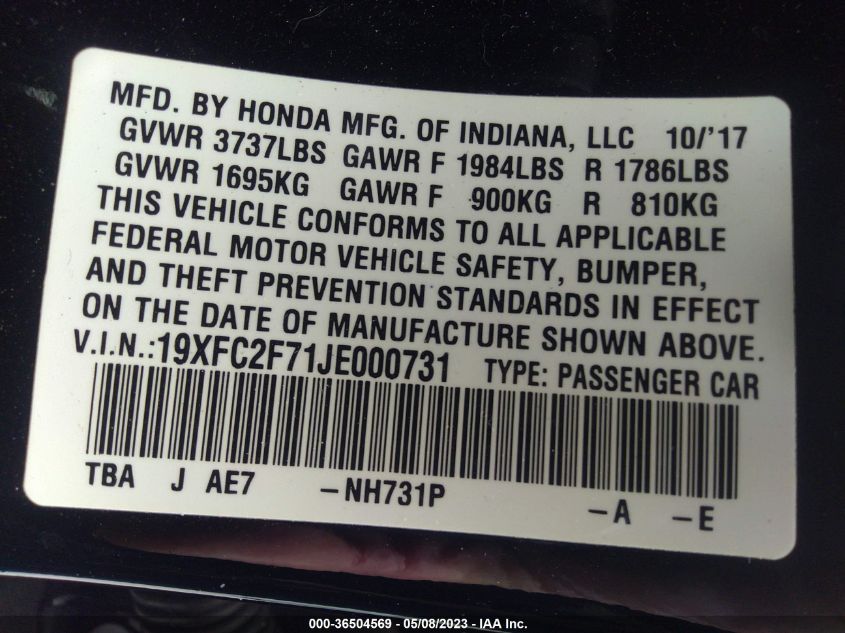 MFD. BY HONDA MFG. OF INDIANA, LLC 10/'17
GVWR 3737LBS GAWR F 1984LBS R 1786LBS
GVWR 1695KG GAWR F 900KG R 810KG
THIS VEHICLE CONFORMS TO ALL APPLICABLE
FEDERAL MOTOR VEHICLE SAFETY, BUMPER,
AND THEFT PREVENTION STANDARDS IN EFFECT
ON THE DATE OF MANUFACTURE SHOWN ABOVE.
V.I.N.:19XFC2F71JE000731 TYPE: PASSENGER CAR
TBA J AE7 -NH731P -A -E
000-36504569 - 05/08/2023 - IAA Inc.